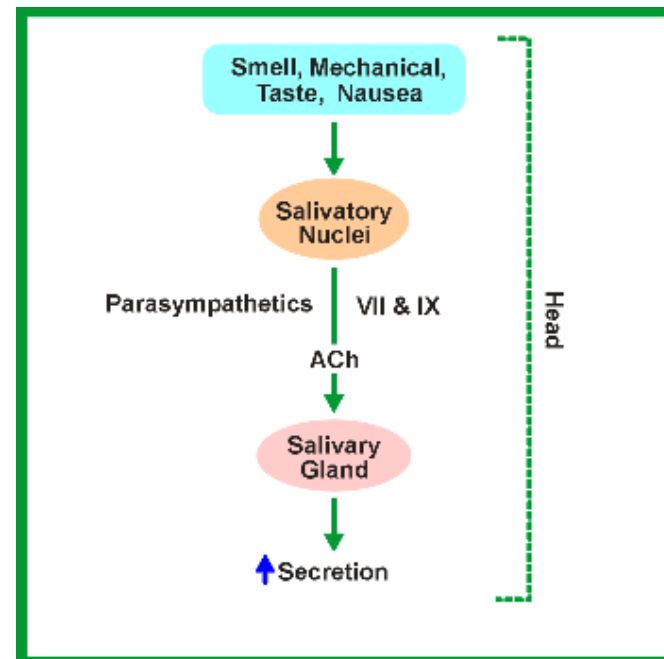 Smell, Mechanical,
Taste, Nausea
Salivatory
Nuclei
Parasympathetics VII & IX
ACh
Salivary
Gland
Secretion
Head